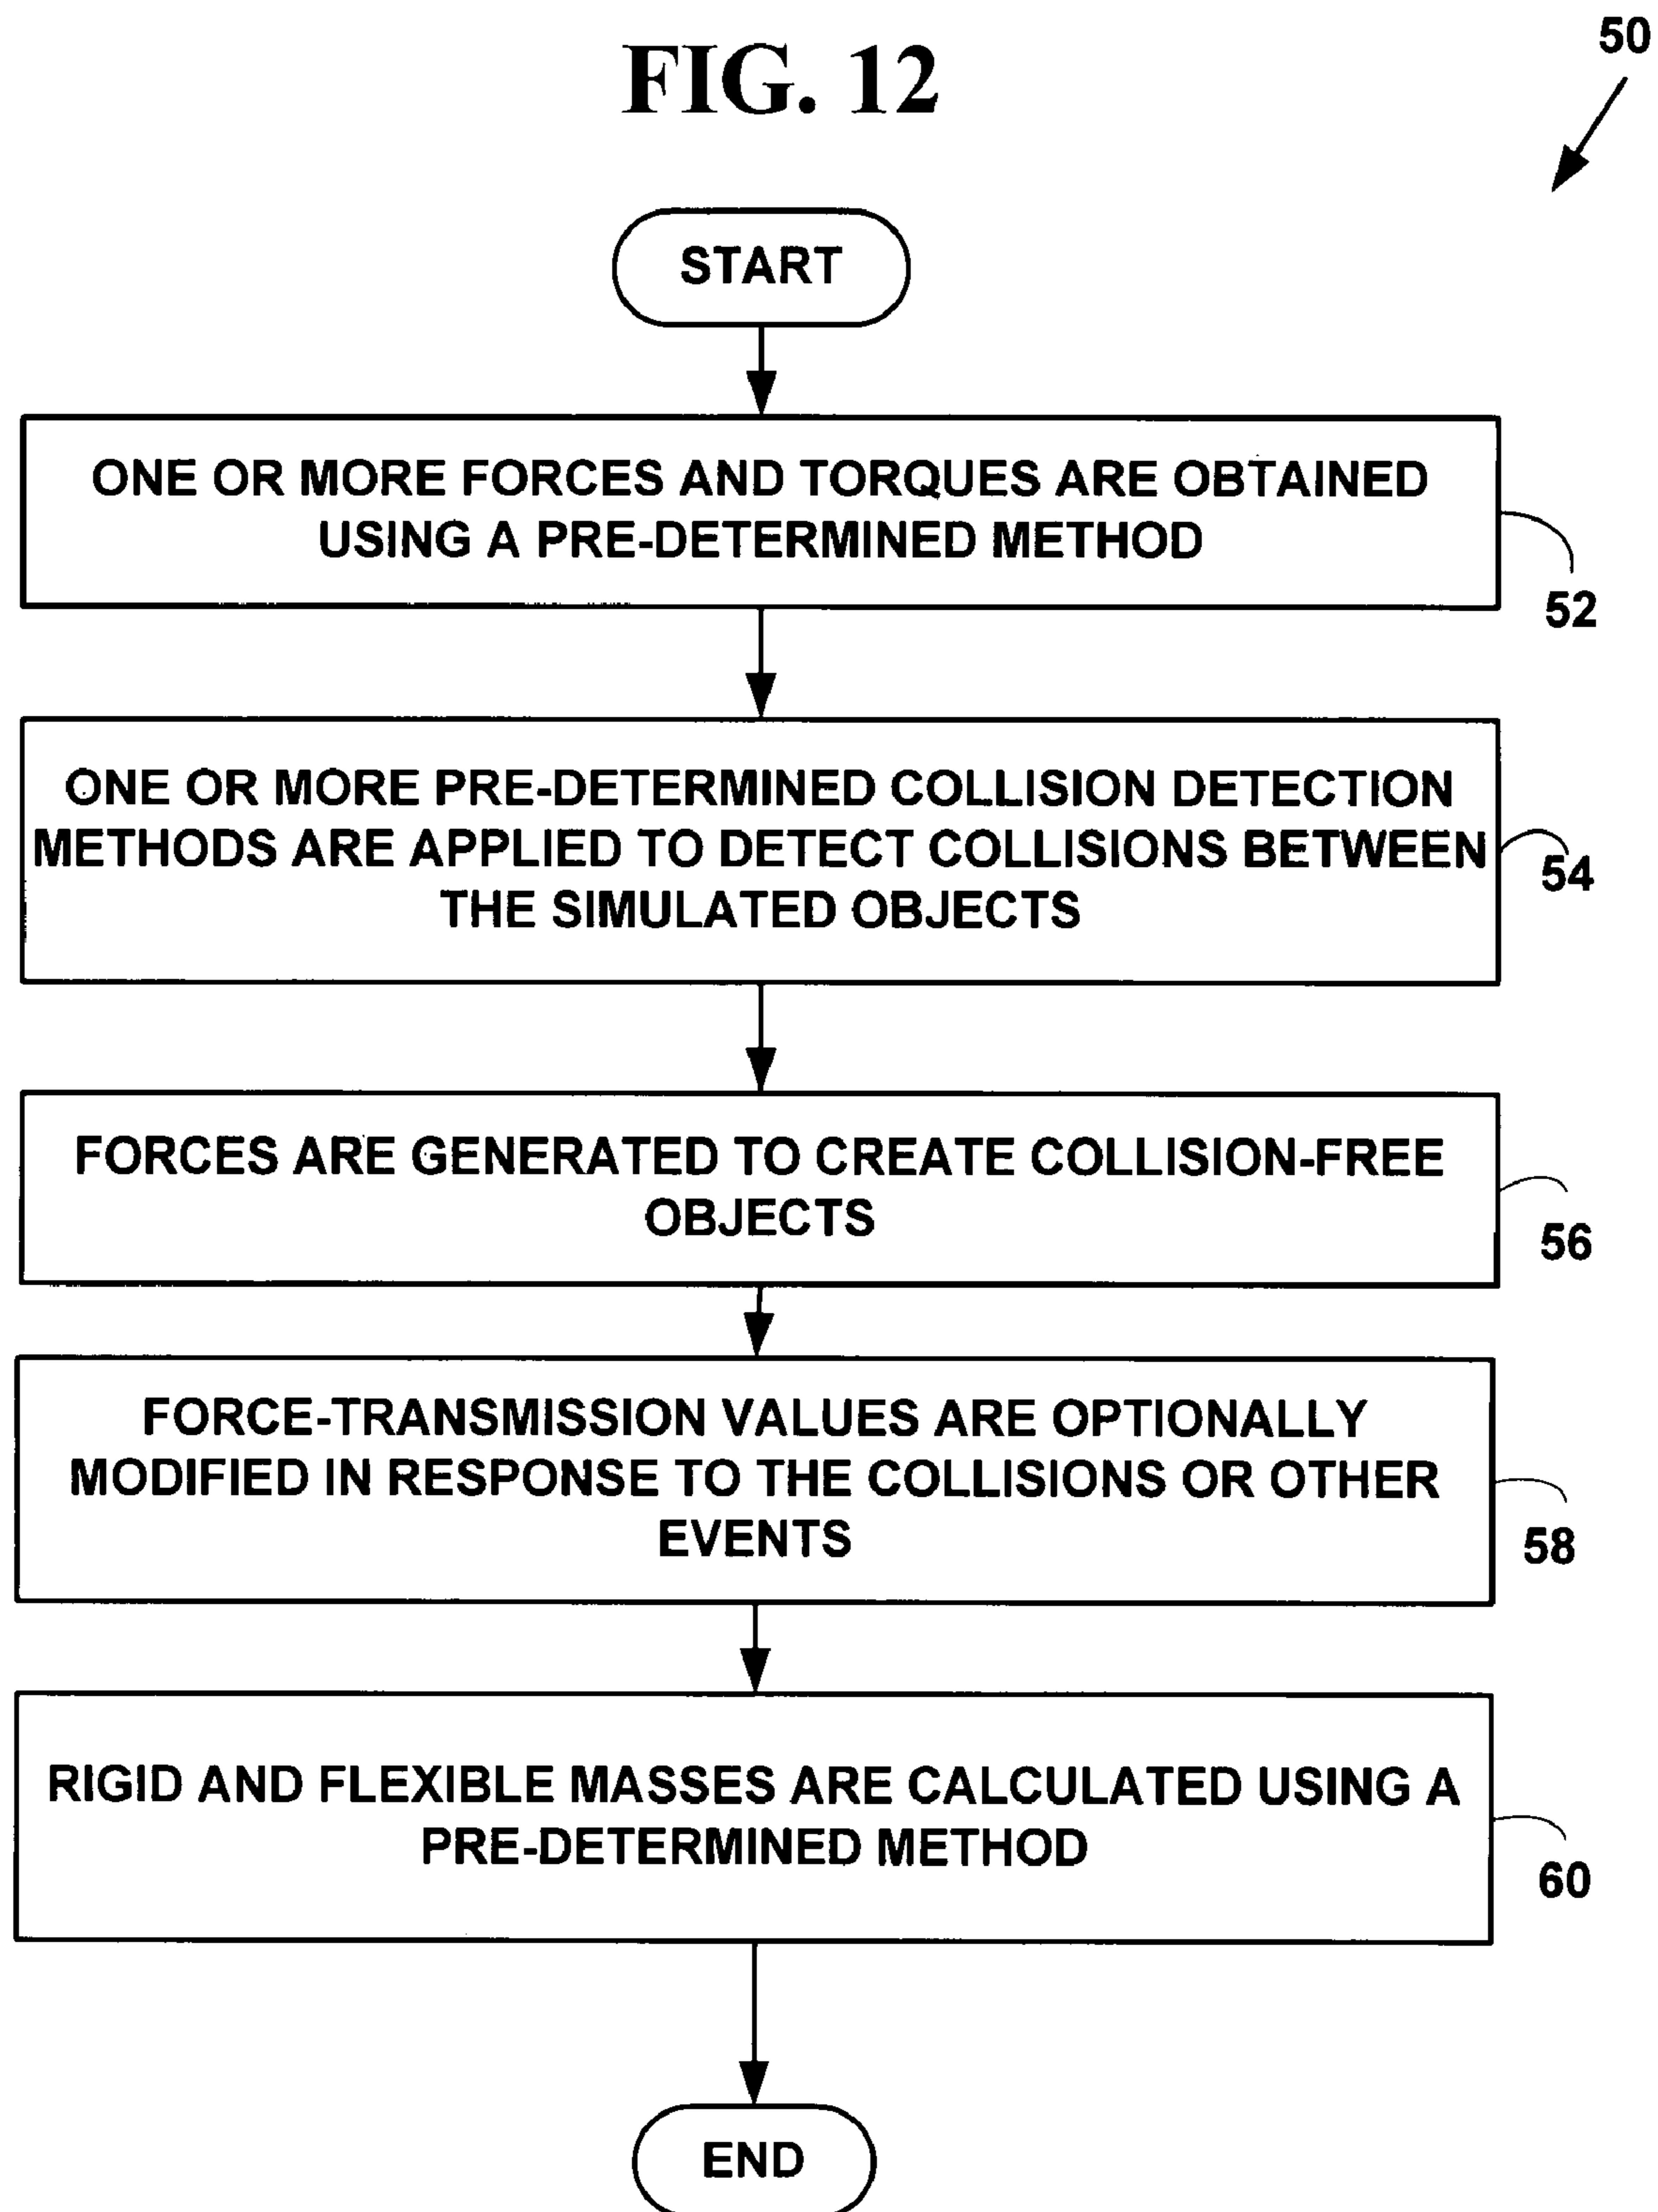 FIG. 12
50
START
ONE OR MORE FORCES AND TORQUES ARE OBTAINED
USING A PRE-DETERMINED METHOD
52
ONE OR MORE PRE-DETERMINED COLLISION DETECTION
METHODS ARE APPLIED TO DETECT COLLISIONS BETWEEN
THE SIMULATED OBJECTS
54
FORCES ARE GENERATED TO CREATE COLLISION-FREE
OBJECTS
56
FORCE-TRANSMISSION VALUES ARE OPTIONALLY
MODIFIED IN RESPONSE TO THE COLLISIONS OR OTHER
EVENTS
58
RIGID AND FLEXIBLE MASSES ARE CALCULATED USING A
PRE-DETERMINED METHOD
60
END